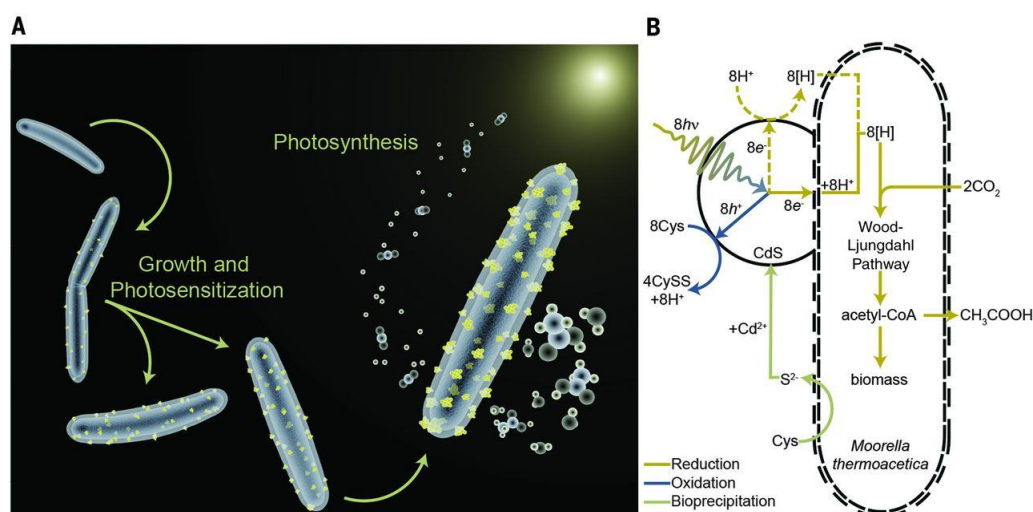 A
Photosynthesis
Growth and
Photosensitization
B
8H⁺
8[H]
8hν
8e⁻
8[H]
+8H⁺
8e⁻
8h⁺
2CO₂
8Cys
Wood-
Ljungdahl
Pathway
CdS
4CySS
+8H⁺
acetyl-CoA
CH₃COOH
+Cd²⁺
S²⁻
biomass
Cys
Moorella
thermoacetica
Reduction
Oxidation
Bioprecipitation